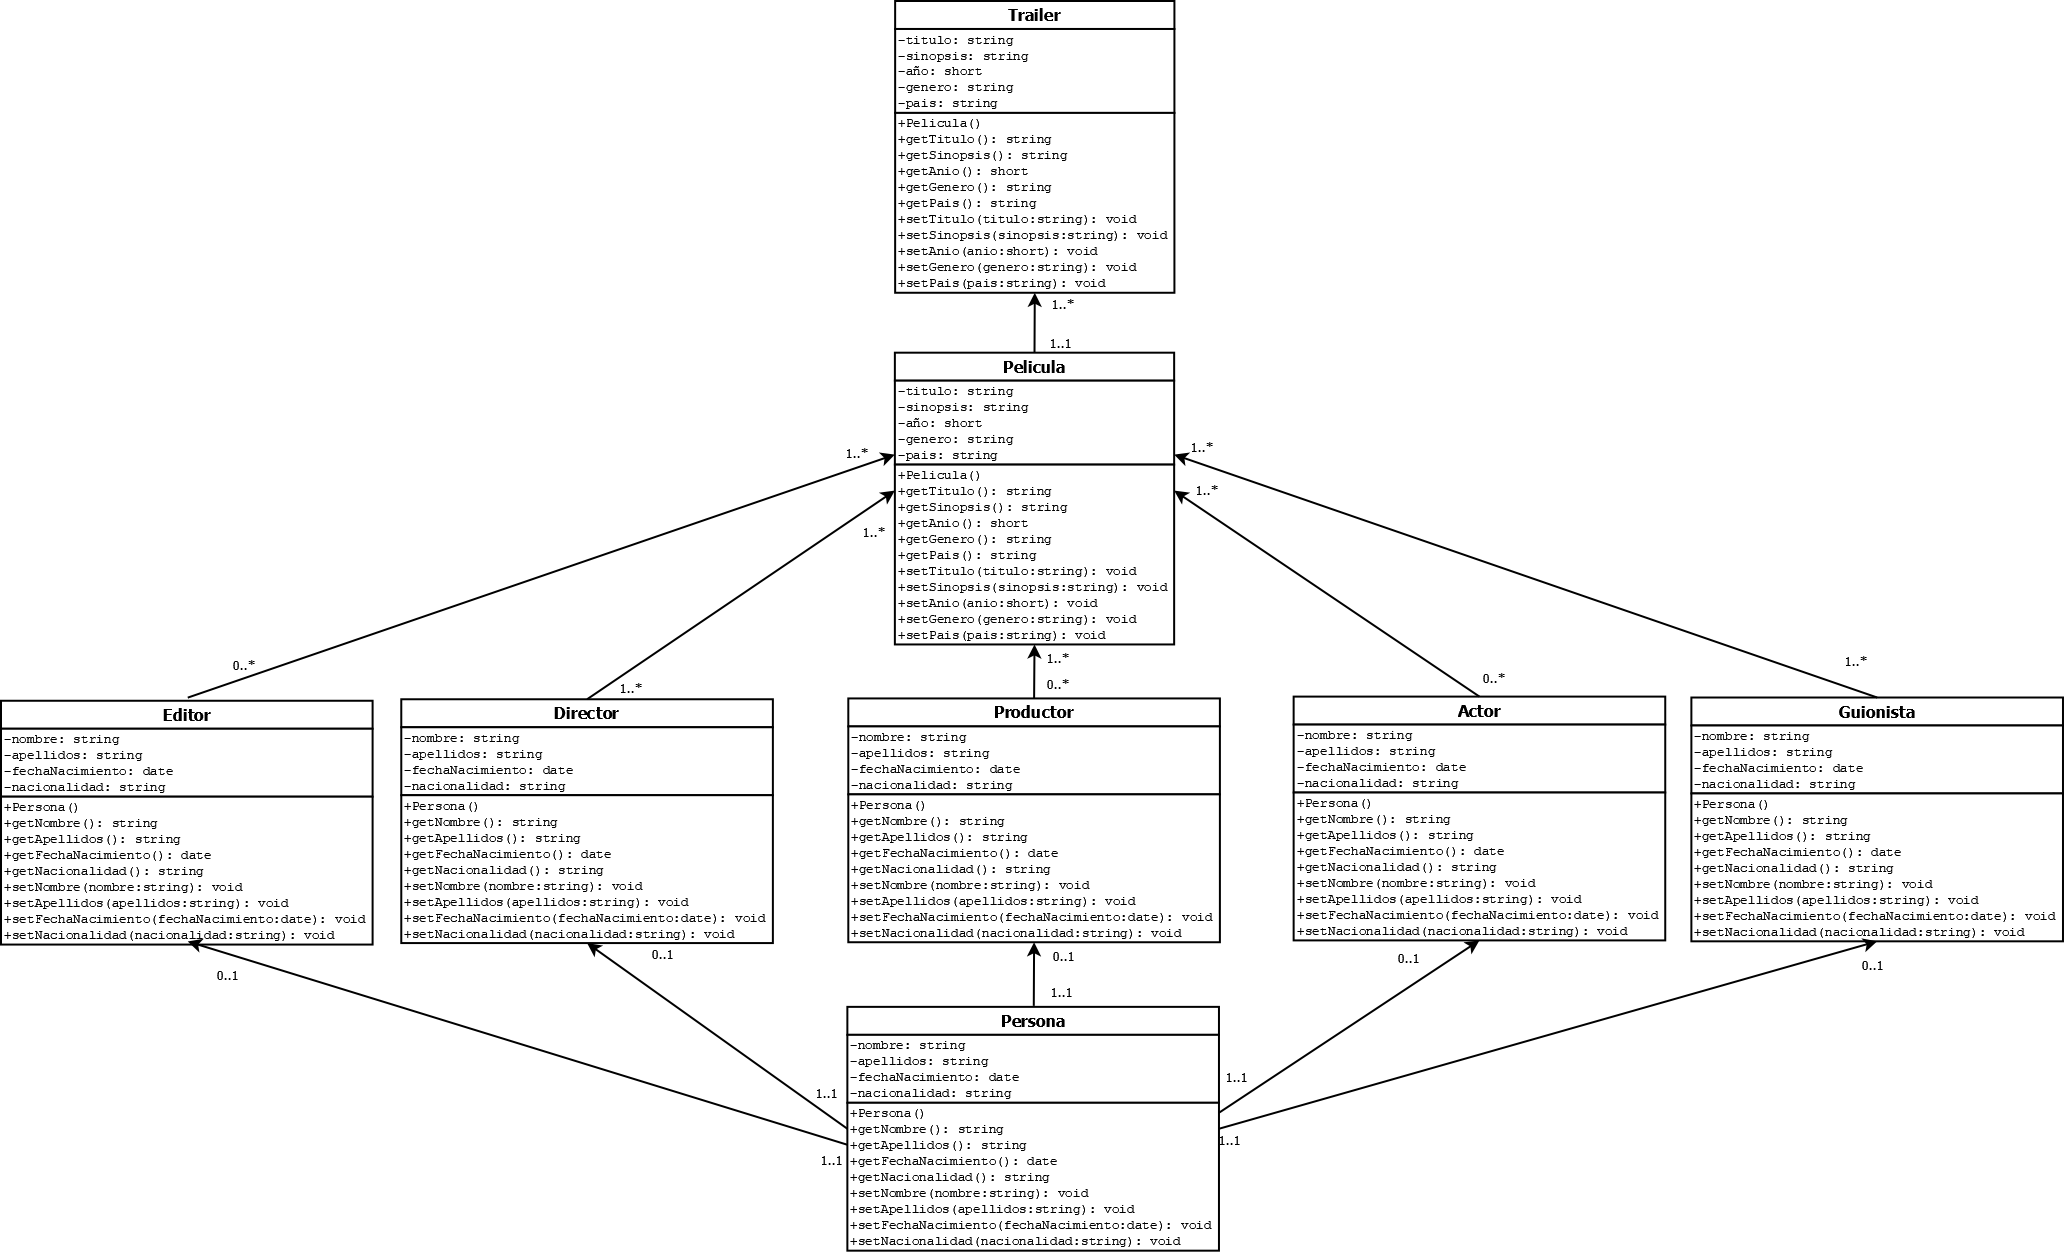 Trailer
-titulo: string
-sinopsis: string
-año: short
-genero: string
-pais: string
+Pelicula()
+getTitulo(): string
+getSinopsis(): string
+getAnio(): short
+getGenero(): string
+getPais(): string
+setTitulo(titulo:string): void
+setSinopsis(sinopsis:string): void
+setAnio(anio:short): void
+setGenero(genero:string): void
+setPais(pais:string): void
1..*
1..1
Pelicula
-titulo: string
-sinopsis: string
-año: short
-genero: string
-pais: string
+Pelicula()
+getTitulo(): string
+getSinopsis(): string
+getAnio(): short
+getGenero(): string
+getPais(): string
+setTitulo(titulo:string): void
+setSinopsis(sinopsis:string): void
+setAnio(anio:short): void
+setGenero(genero:string): void
+setPais(pais:string): void
1..*
1..*
1..*
1..*
1..*
0..*
1..*
0..*
0..*
1..*
Editor
-nombre: string
-apellidos: string
-fechaNacimiento: date
-nacionalidad: string
+Persona()
+getNombre(): string
+getApellidos(): string
+getFechaNacimiento(): date
+getNacionalidad(): string
+setNombre(nombre:string): void
+setApellidos(apellidos:string): void
+setFechaNacimiento(fechaNacimiento:date): void
+setNacionalidad(nacionalidad:string): void
Director
-nombre: string
-apellidos: string
-fechaNacimiento: date
-nacionalidad: string
+Persona()
+getNombre(): string
+getApellidos(): string
+getFechaNacimiento(): date
+getNacionalidad(): string
+setNombre(nombre:string): void
+setApellidos(apellidos:string): void
+setFechaNacimiento(fechaNacimiento:date): void
+setNacionalidad(nacionalidad:string): void
Productor
-nombre: string
-apellidos: string
-fechaNacimiento: date
-nacionalidad: string
+Persona()
+getNombre(): string
+getApellidos(): string
+getFechaNacimiento(): date
+getNacionalidad(): string
+setNombre(nombre:string): void
+setApellidos(apellidos:string): void
+setFechaNacimiento(fechaNacimiento:date): void
+setNacionalidad(nacionalidad:string): void
Actor
-nombre: string
-apellidos: string
-fechaNacimiento: date
-nacionalidad: string
+Persona()
+getNombre(): string
+getApellidos(): string
+getFechaNacimiento(): date
+getNacionalidad(): string
+setNombre(nombre:string): void
+setApellidos(apellidos:string): void
+setFechaNacimiento(fechaNacimiento:date): void
+setNacionalidad(nacionalidad:string): void
Guionista
-nombre: string
-apellidos: string
-fechaNacimiento: date
-nacionalidad: string
+Persona()
+getNombre(): string
+getApellidos(): string
+getFechaNacimiento(): date
+getNacionalidad(): string
+setNombre(nombre:string): void
+setApellidos(apellidos:string): void
+setFechaNacimiento(fechaNacimiento:date): void
+setNacionalidad(nacionalidad:string): void
0..1
0..1
0..1
0..1
0..1
1..1
1..1
1..1
1..1
1..1
Persona
-nombre: string
-apellidos: string
-fechaNacimiento: date
-nacionalidad: string
+Persona()
+getNombre(): string
+getApellidos(): string
+getFechaNacimiento(): date
+getNacionalidad(): string
+setNombre(nombre:string): void
+setApellidos(apellidos:string): void
+setFechaNacimiento(fechaNacimiento:date): void
+setNacionalidad(nacionalidad:string): void